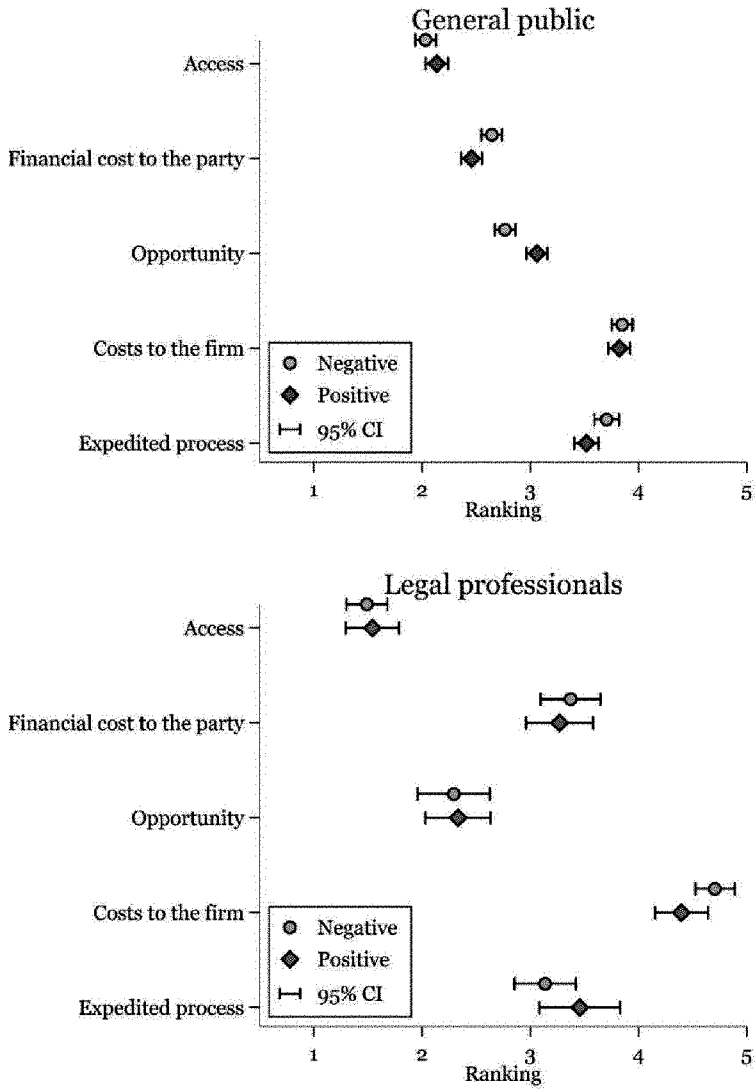 General public
Access
Financial cost to the party
Opportunity
Costs to the firm
Expedited process
Negative
Positive
95% CI
1 2 3 4 5
Ranking
Legal professionals
Access
Financial cost to the party
Opportunity
Costs to the firm
Expedited process
Negative
Positive
95% CI
1 2 3 4 5
Ranking